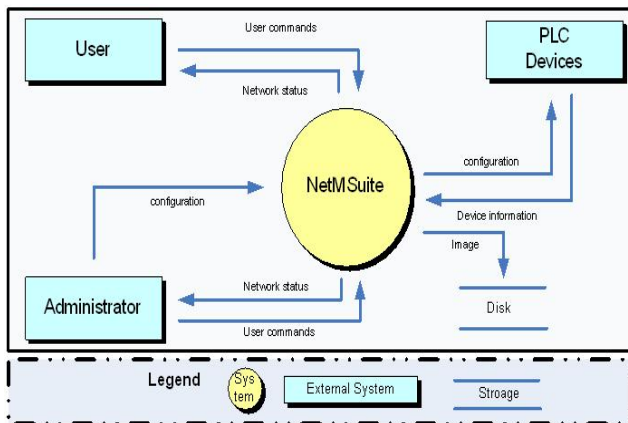 User
User commands
Network status
PLC
Devices
NetMSuite
configuration
Device information
Image
Disk
configuration
Administrator
Network status
User commands
Legend
Sys
tem
External System
Stroage